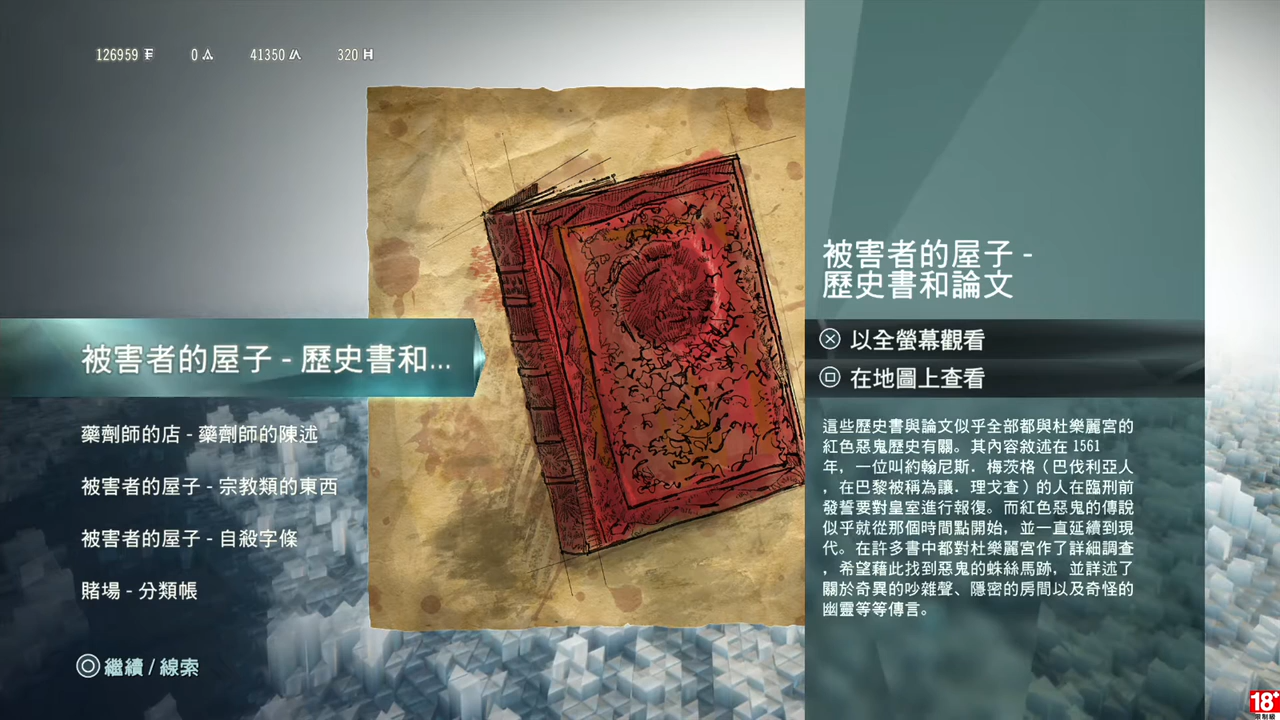 126959
0
41350
320
被害者的屋子 - 歷史書和...
藥劑師的店 - 藥劑師的陳述
被害者的屋子 - 宗教類的東西
被害者的屋子 - 自殺字條
賭場 - 分類帳
繼續 / 線索
被害者的屋子 -
歷史書和論文
以全螢幕觀看
在地圖上查看
這些歷史書與論文似乎全部都與杜樂麗宮的
紅色惡鬼歷史有關。其內容敘述在 1561
年，一位叫約翰尼斯．梅茨格（巴伐利亞人
，在巴黎被稱為讓．理戈查）的人在臨刑前
發誓要對皇室進行報復。而紅色惡鬼的傳說
似乎就從那個時間點開始，並一直延續到現
代。在許多書中都對杜樂麗宮作了詳細調查
，希望藉此找到惡鬼的蛛絲馬跡，並詳述了
關於奇異的吵雜聲、隱密的房間以及奇怪的
幽靈等等傳言。
18+
限制級